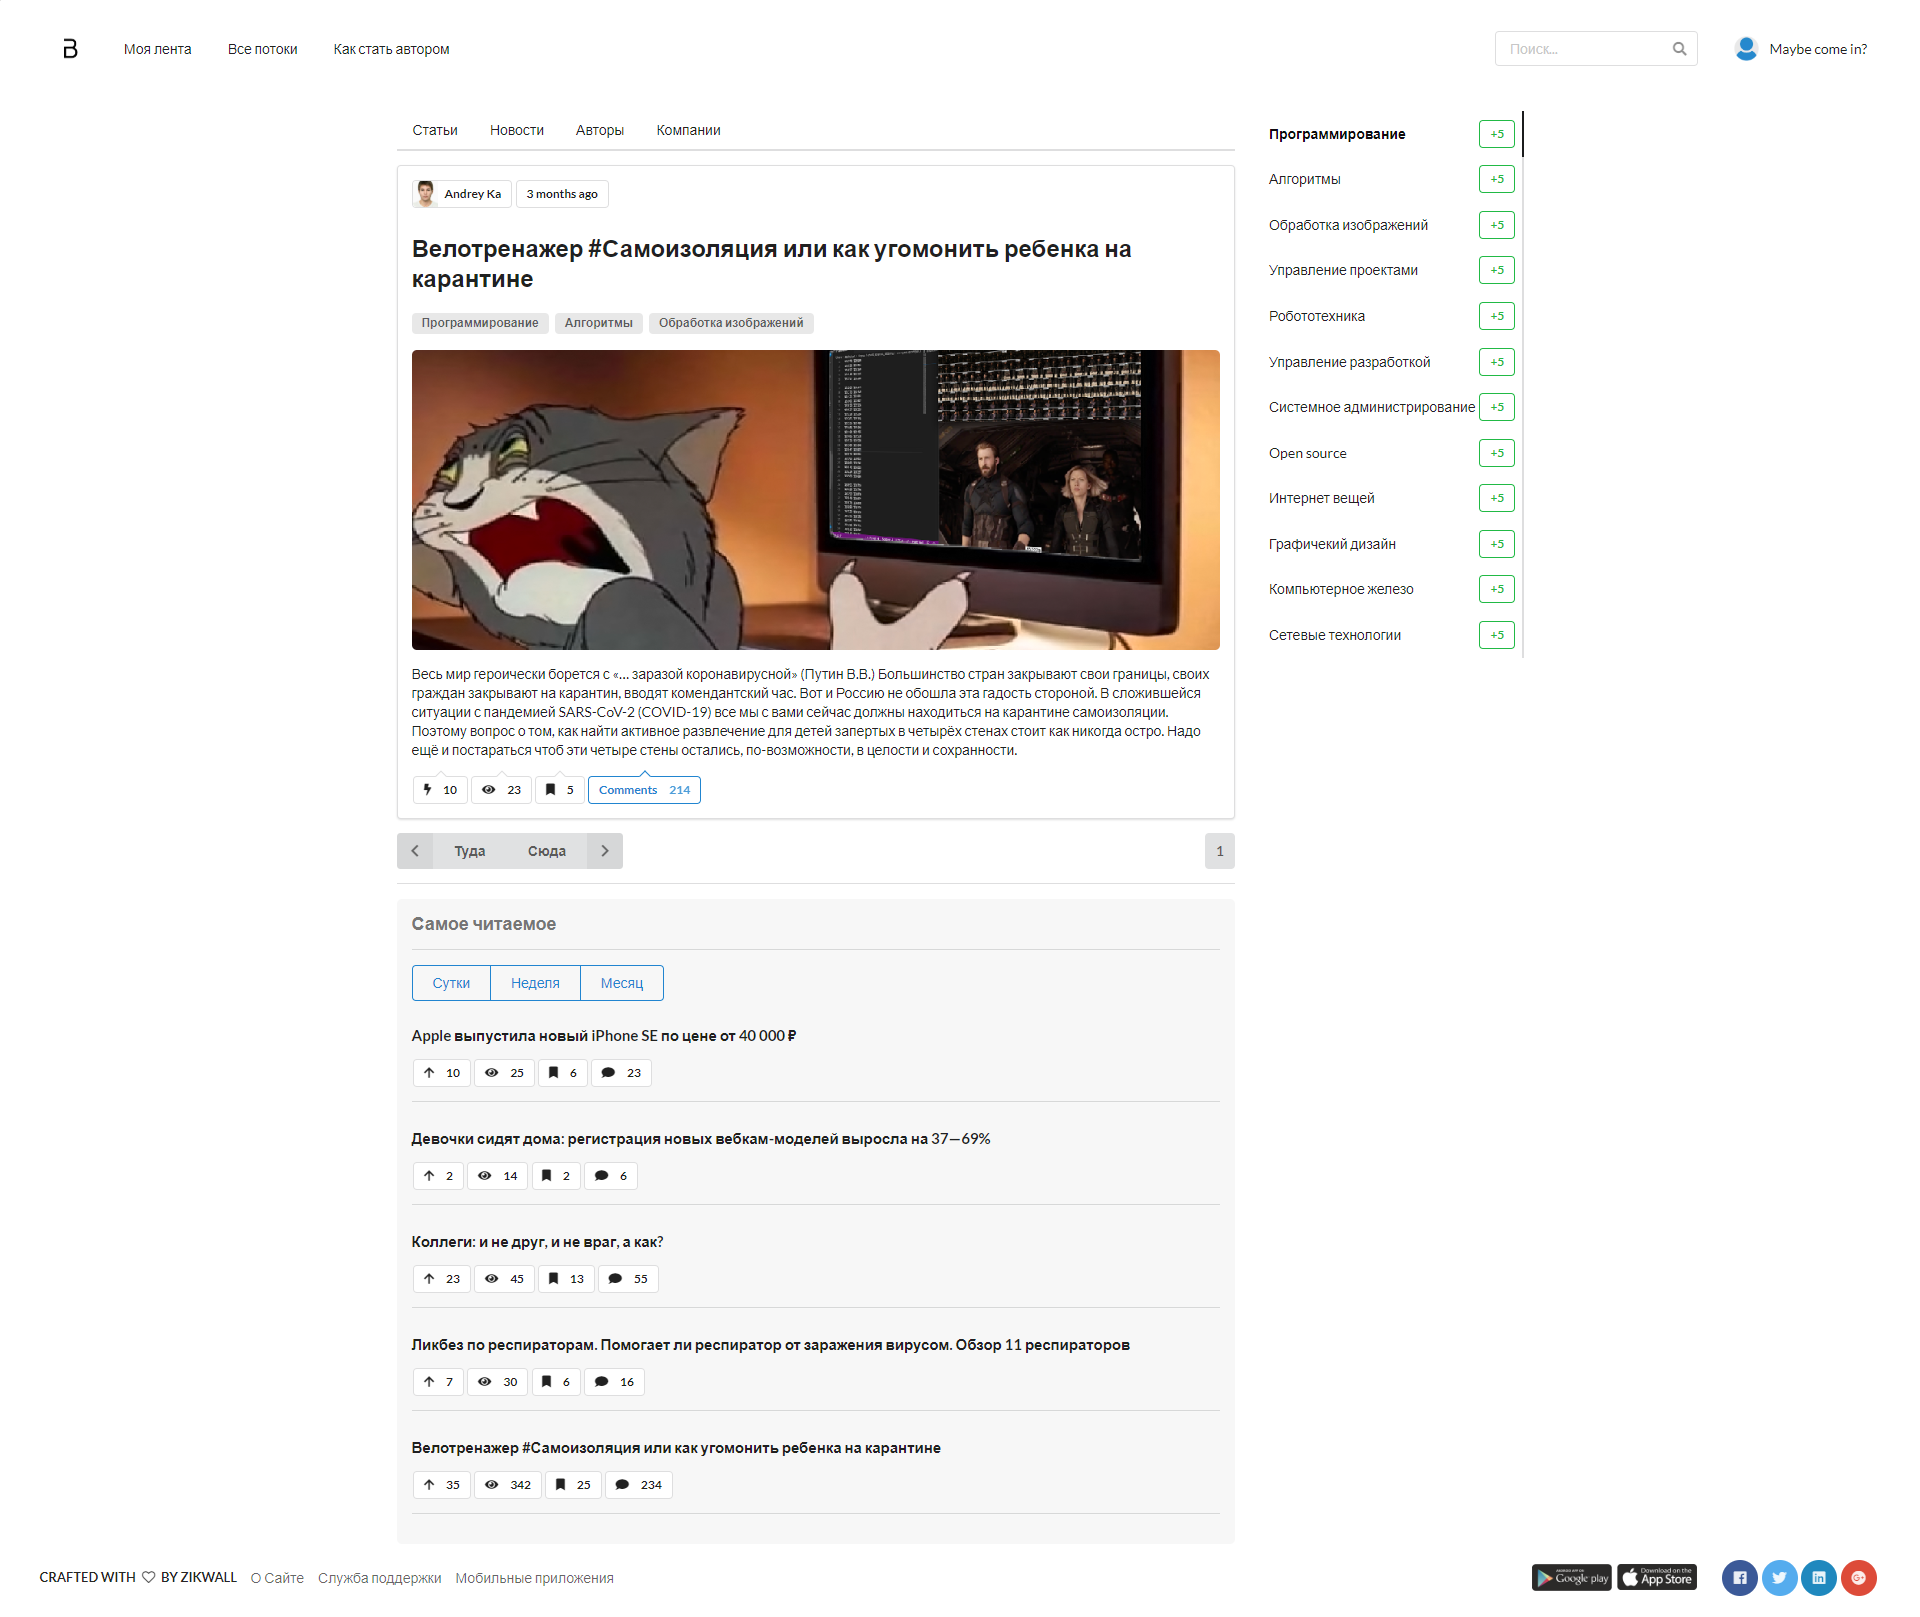 B
Моя лента
Все потоки
Как стать автором
Поиск...
Maybe come in?
Статьи
Новости
Авторы
Компании
Andrey Ka
3 months ago
Велотренажер #Самоизоляция или как угомонить ребенка на
карантине
Программирование
Алгоритмы
Обработка изображений
Весь мир героически борется с «… заразой коронавирусной» (Путин В.В.) Большинство стран закрывают свои границы, своих
граждан закрывают на карантин, вводят комендантский час. Вот и Россию не обошла эта гадость стороной. В сложившейся
ситуации с пандемией SARS-CoV-2 (COVID-19) все мы с вами сейчас должны находиться на карантине самоизоляции.
Поэтому вопрос о том, как найти активное развлечение для детей запертых в четырёх стенах стоит как никогда остро. Надо
ещё и постараться чтоб эти четыре стены остались, по-возможности, в целости и сохранности.
10
23
5
Comments 214
Туда
Сюда
1
Самое читаемое
Сутки
Неделя
Месяц
Apple выпустила новый iPhone SE по цене от 40 000 ₽
10
25
6
23
Девочки сидят дома: регистрация новых вебкам-моделей выросла на 37—69%
2
14
2
6
Коллеги: и не друг, и не враг, а как?
23
45
13
55
Ликбез по респираторам. Помогает ли респиратор от заражения вирусом. Обзор 11 респираторов
7
30
6
16
Велотренажер #Самоизоляция или как угомонить ребенка на карантине
35
342
25
234
Программирование +5
Алгоритмы +5
Обработка изображений +5
Управление проектами +5
Робототехника +5
Управление разработкой +5
Системное администрирование +5
Open source +5
Интернет вещей +5
Графичекий дизайн +5
Компьютерное железо +5
Сетевые технологии +5
CRAFTED WITH BY ZIKWALL
О Сайте
Служба поддержки
Мобильные приложения
Google play
Download on the
App Store